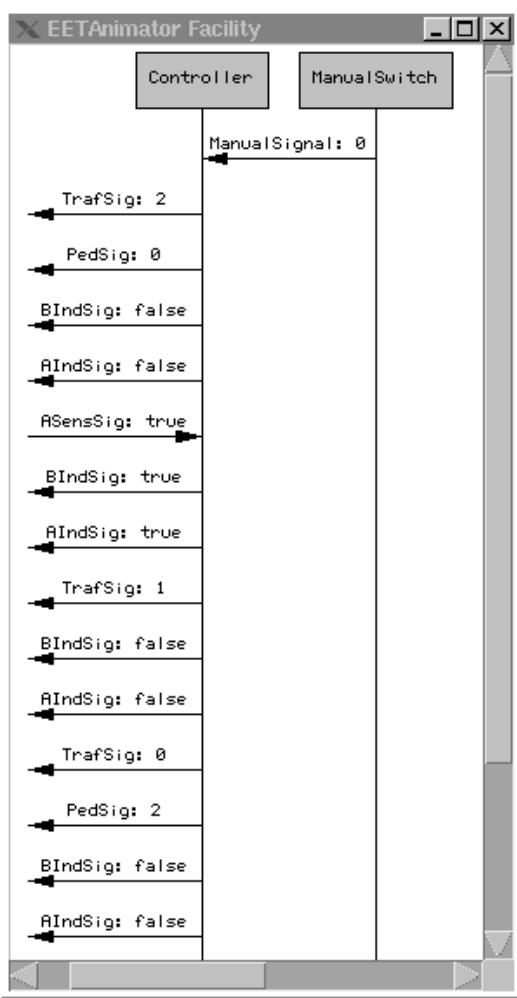 EETAnimator Facility
Controller
ManualSwitch
ManualSignal: 0
TrafSig: 2
PedSig: 0
BIndSig: false
AIndSig: false
ASensSig: true
BIndSig: true
AIndSig: true
TrafSig: 1
BIndSig: false
AIndSig: false
TrafSig: 0
PedSig: 2
BIndSig: false
AIndSig: false